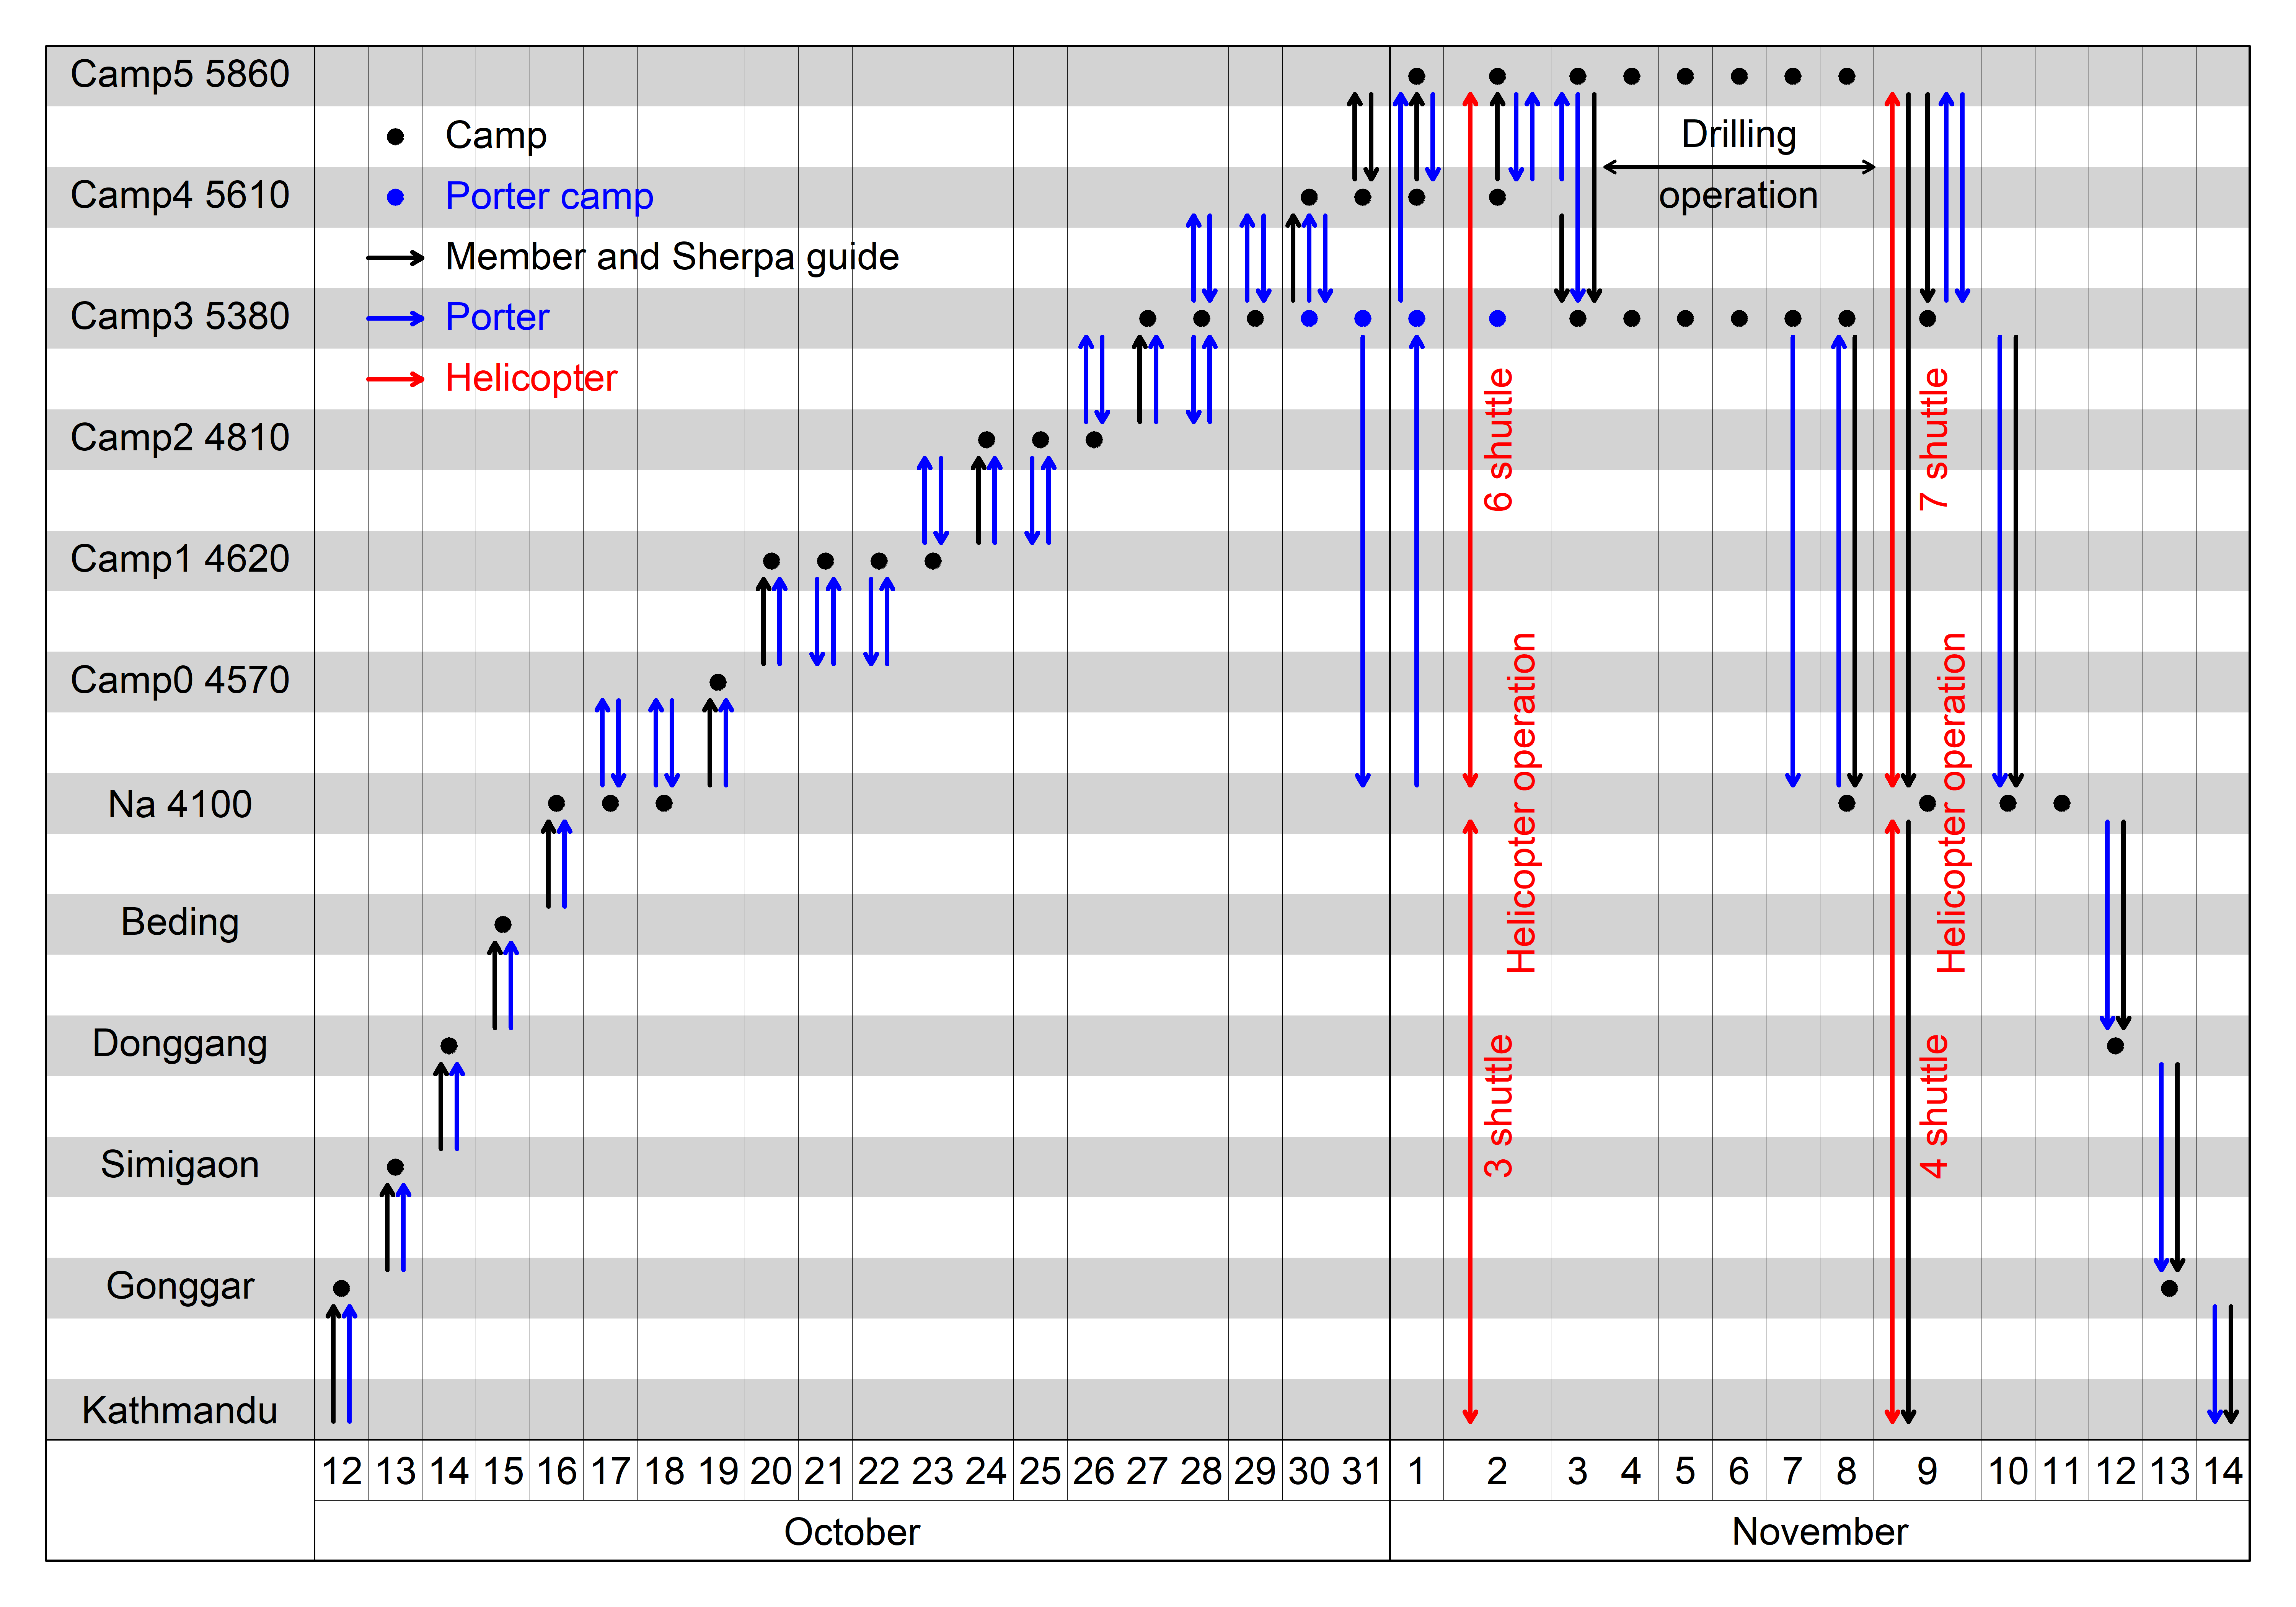 Camp5 5860
Camp
Drilling
Camp4 5610
Porter camp
operation
Member and Sherpa guide
Camp3 5380
Porter
Helicopter
6 shuttle
7 shuttle
Camp2 4810
Camp1 4620
Camp0 4570
Helicopter operation
Helicopter operation
Na 4100
Beding
Donggang
3 shuttle
4 shuttle
Simigaon
Gonggar
Kathmandu
12 13 14 15 16 17 18 19 20 21 22 23 24 25 26 27 28 29 30 31 1 2 3 4 5 6 7 8 9 10 11 12 13 14
October November